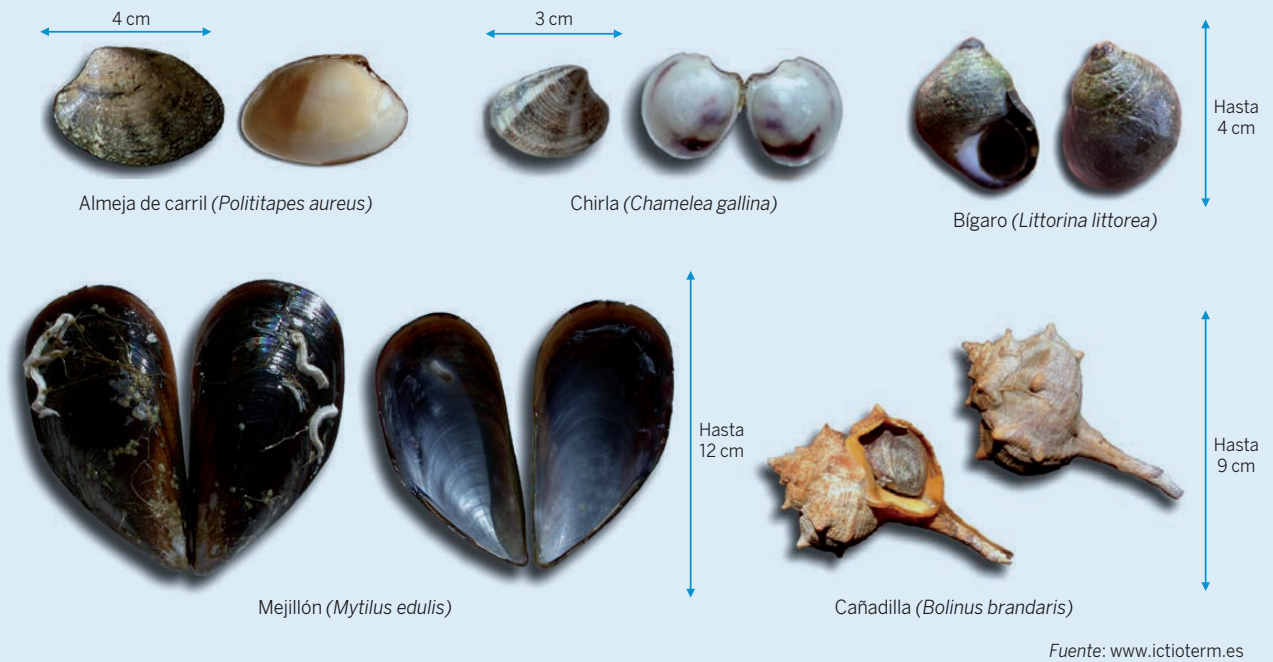 4 cm
3 cm
Hasta
4 cm
Almeja de carril (Polititapes aureus)
Chirla (Chamelea gallina)
Bígaro (Littorina littorea)
Hasta
12 cm
Hasta
9 cm
Mejillón (Mytilus edulis)
Cañadilla (Bolinus brandaris)
Fuente: www.ictioterm.es